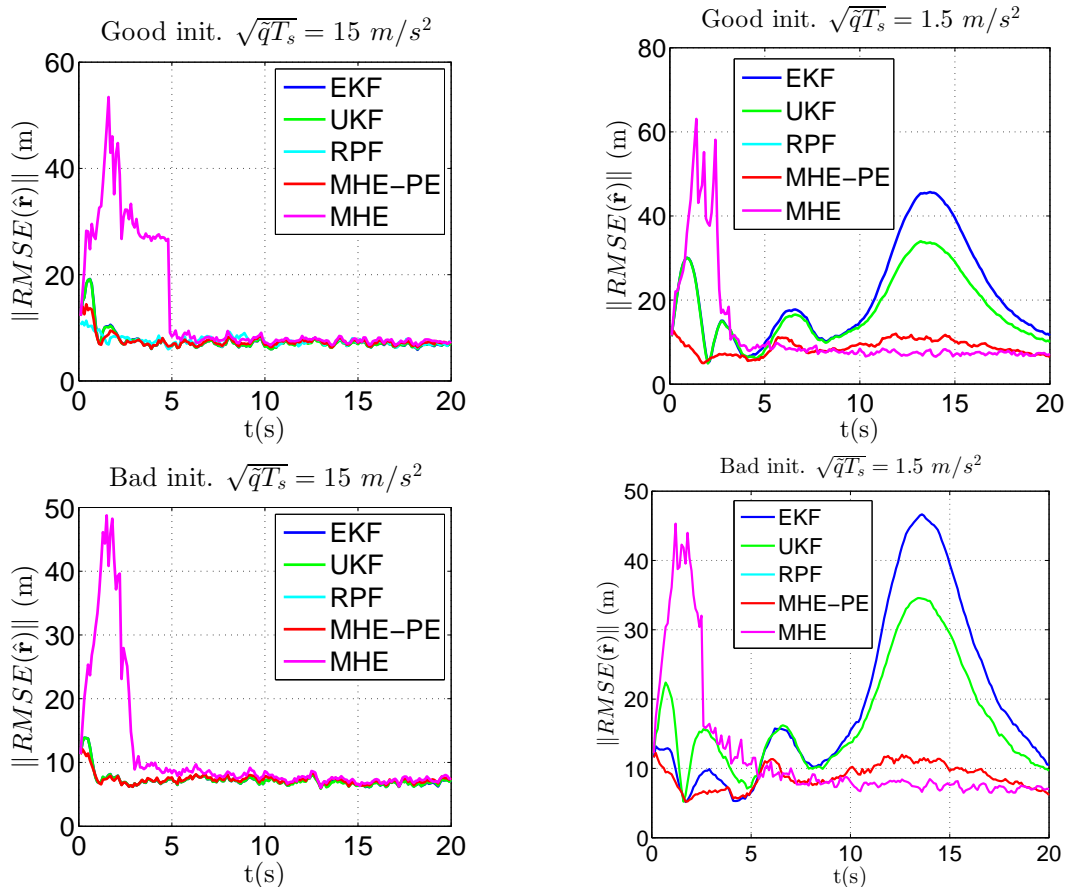 Good init. √q̃T_s = 15 m/s²
60
40
20
0
||RMSE(r̂)|| (m)
EKF
UKF
RPF
MHE−PE
MHE
0 5 10 15 20
t(s)
Good init. √q̃T_s = 1.5 m/s²
80
60
40
20
0
||RMSE(r̂)|| (m)
EKF
UKF
RPF
MHE−PE
MHE
0 5 10 15 20
t(s)
Bad init. √q̃T_s = 15 m/s²
50
40
30
20
10
0
||RMSE(r̂)|| (m)
EKF
UKF
RPF
MHE−PE
MHE
0 5 10 15 20
t(s)
Bad init. √q̃T_s = 1.5 m/s²
50
40
30
20
10
0
||RMSE(r̂)|| (m)
EKF
UKF
RPF
MHE−PE
MHE
0 5 10 15 20
t(s)